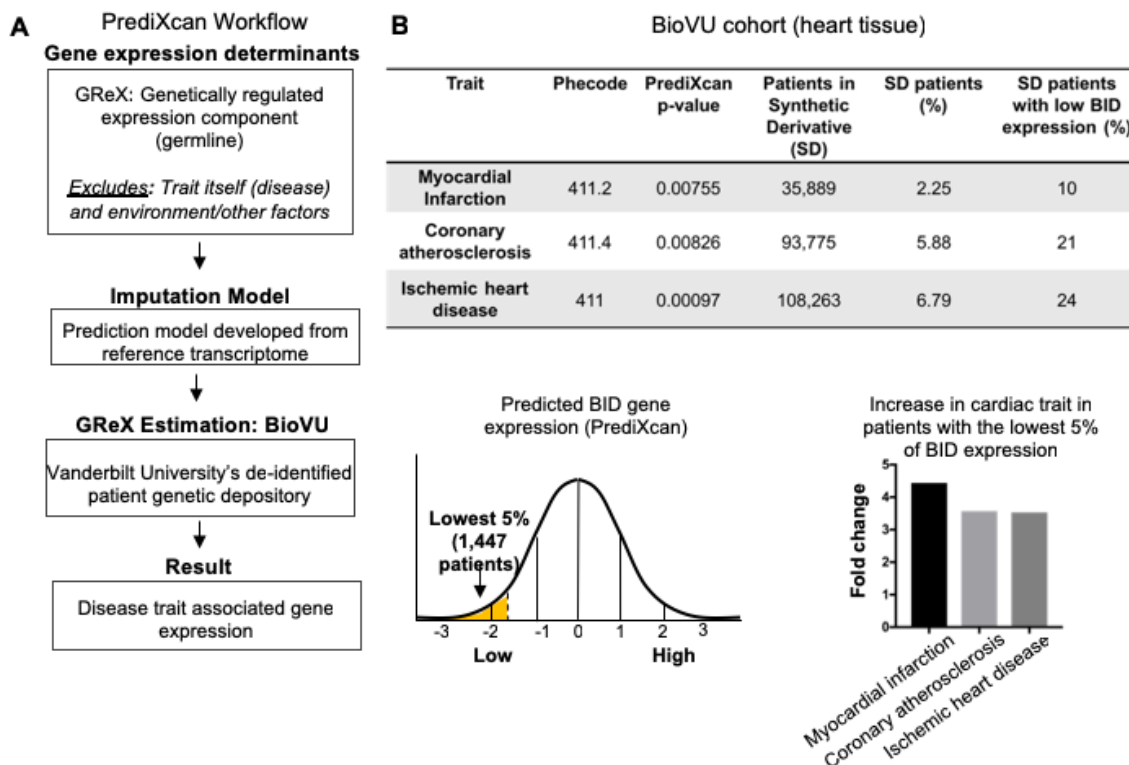 A
PrediXcan Workflow
Gene expression determinants
GReX: Genetically regulated
expression component
(germline)
Excludes: Trait itself (disease)
and environment/other factors
Imputation Model
Prediction model developed from
reference transcriptome
GReX Estimation: BioVU
Vanderbilt University's de-identified
patient genetic depository
Result
Disease trait associated gene
expression
B
BioVU cohort (heart tissue)
Trait Phecode PrediXcan p-value Patients in Synthetic Derivative (SD) SD patients (%) SD patients with low BID expression (%)
Myocardial Infarction 411.2 0.00755 35,889 2.25 10
Coronary atherosclerosis 411.4 0.00826 93,775 5.88 21
Ischemic heart disease 411 0.00097 108,263 6.79 24
Predicted BID gene
expression (PrediXcan)
Lowest 5%
(1,447
patients)
-3 -2 -1 0 1 2 3
Low High
Increase in cardiac trait in
patients with the lowest 5%
of BID expression
Fold change
5
4
3
2
1
0
Myocardial infarction
Coronary atherosclerosis
Ischemic heart disease